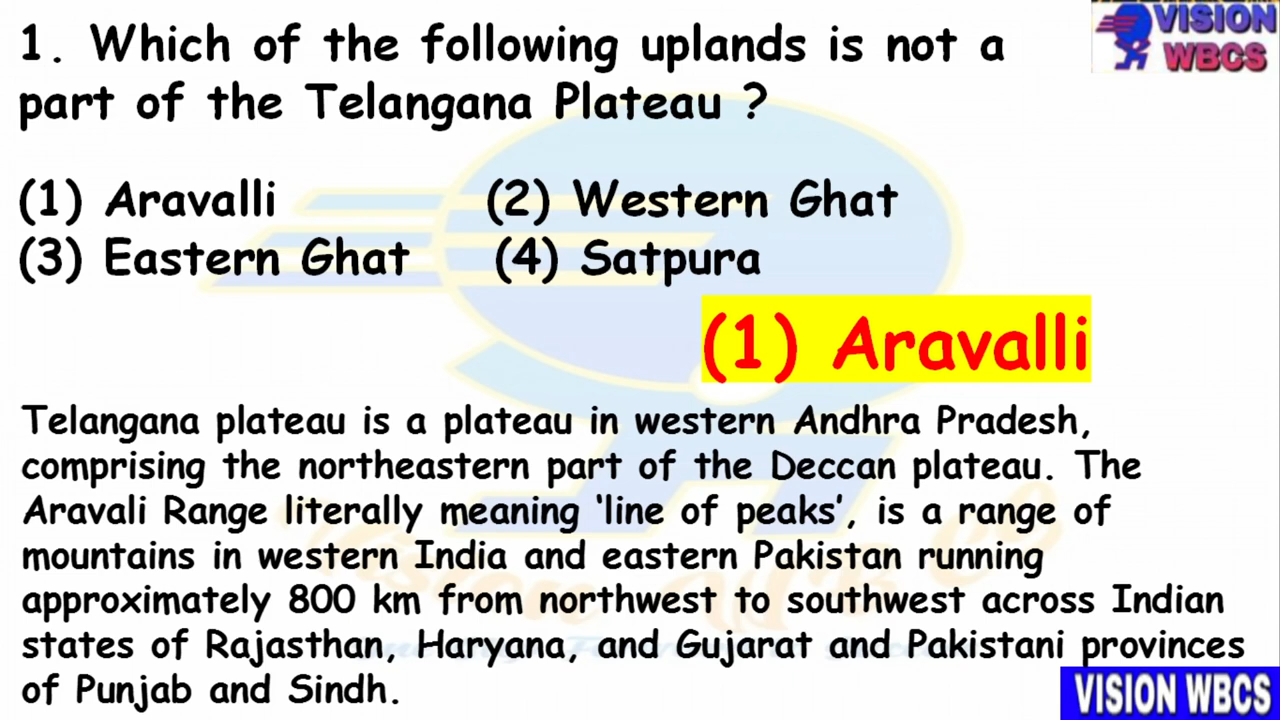 1. Which of the following uplands is not a
part of the Telangana Plateau ?
VISION
WBCS
(1) Aravalli (2) Western Ghat
(3) Eastern Ghat (4) Satpura
(1) Aravalli
Telangana plateau is a plateau in western Andhra Pradesh,
comprising the northeastern part of the Deccan plateau. The
Aravali Range literally meaning ‘line of peaks’, is a range of
mountains in western India and eastern Pakistan running
approximately 800 km from northwest to southwest across Indian
states of Rajasthan, Haryana, and Gujarat and Pakistani provinces
of Punjab and Sindh.
VISION WBCS